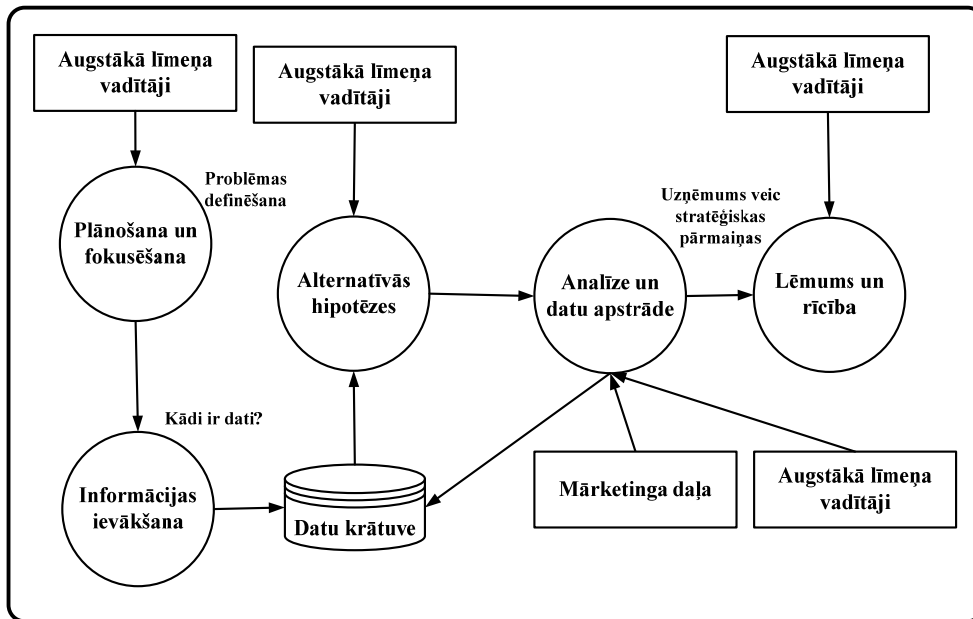 Augstākā līmeņa
vadītāji
Augstākā līmeņa
vadītāji
Augstākā līmeņa
vadītāji
Problēmas
definēšana
Plānošana un
fokusēšana
Uzņēmums veic
stratēģiskas
pārmaiņas
Alternatīvās
hipotēzes
Analīze un
datu apstrāde
Lēmums un
rīcība
Kādi ir dati?
Informācijas
ievākšana
Datu krātuve
Mārketinga daļa
Augstākā līmeņa
vadītāji